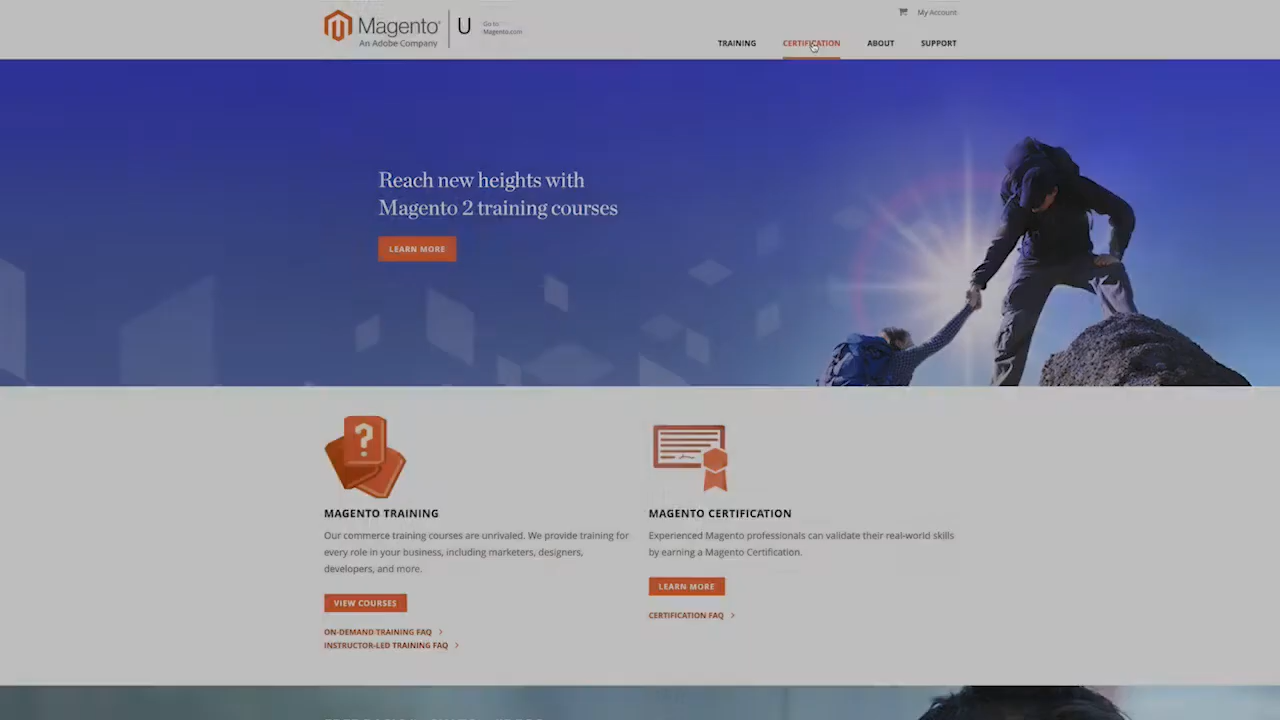 Magento
An Adobe Company
U
Go to
Magento.com
My Account
TRAINING
CERTIFICATION
ABOUT
SUPPORT
Reach new heights with
Magento 2 training courses
LEARN MORE
MAGENTO TRAINING
Our commerce training courses are unrivaled. We provide training for
every role in your business, including marketers, designers,
developers, and more.
VIEW COURSES
ON-DEMAND TRAINING FAQ
INSTRUCTOR-LED TRAINING FAQ
MAGENTO CERTIFICATION
Experienced Magento professionals can validate their real-world skills
by earning a Magento Certification.
LEARN MORE
CERTIFICATION FAQ